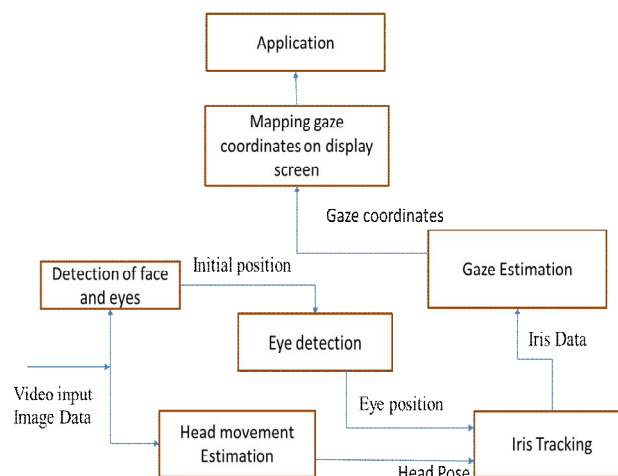 Application
Mapping gaze
coordinates on display
screen
Gaze coordinates
Detection of face
and eyes
Initial position
Gaze Estimation
Eye detection
Iris Data
Video input
Image Data
Eye position
Head movement
Estimation
Iris Tracking
Head Pose